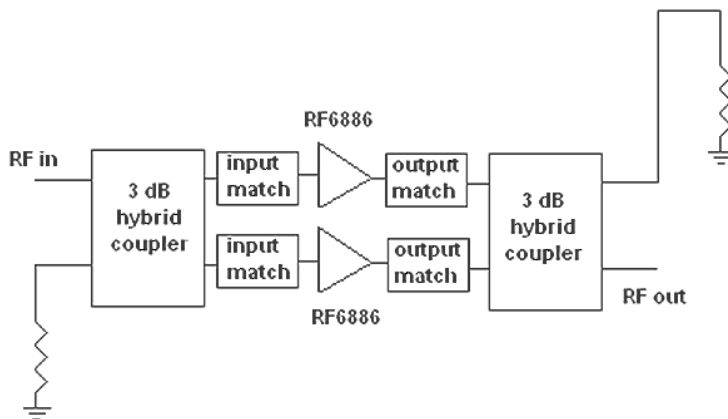 RF6886
RF in
input
match
output
match
3 dB
hybrid
coupler
3 dB
hybrid
coupler
input
match
output
match
RF6886
RF out